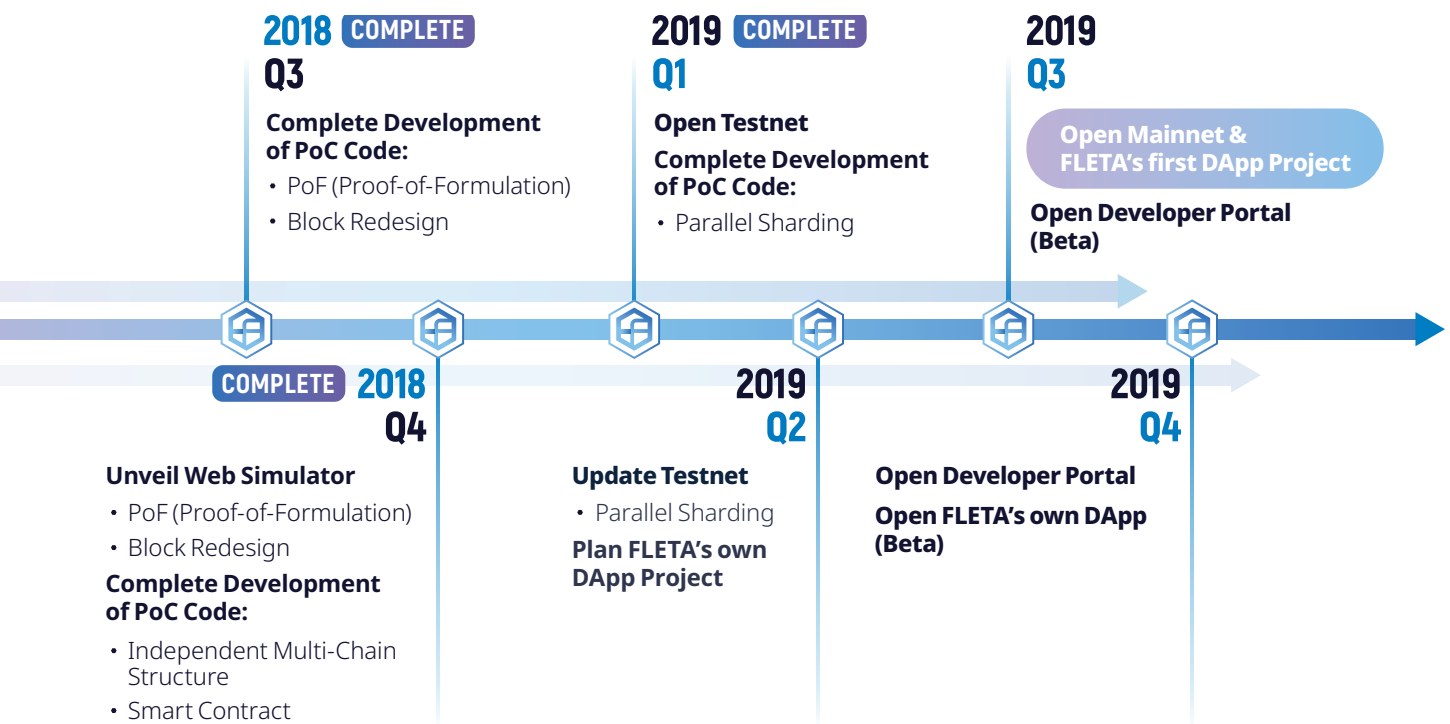 2018 COMPLETE
Q3
Complete Development
of PoC Code:
• PoF (Proof-of-Formulation)
• Block Redesign
2019 COMPLETE
Q1
Open Testnet
Complete Development
of PoC Code:
• Parallel Sharding
2019
Q3
Open Mainnet &
FLETA’s first DApp Project
Open Developer Portal
(Beta)
COMPLETE 2018
Q4
Unveil Web Simulator
• PoF (Proof-of-Formulation)
• Block Redesign
Complete Development
of PoC Code:
• Independent Multi-Chain
Structure
• Smart Contract
2019
Q2
Update Testnet
• Parallel Sharding
Plan FLETA’s own
DApp Project
2019
Q4
Open Developer Portal
Open FLETA’s own DApp
(Beta)